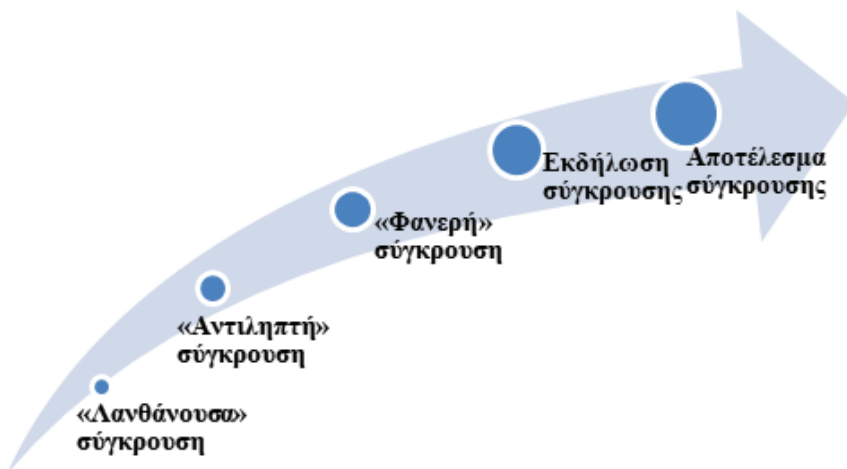 «Λανθάνουσα»
σύγκρουση
«Αντιληπτή»
σύγκρουση
«Φανερή»
σύγκρουση
Εκδήλωση
σύγκρουσης
Αποτέλεσμα
σύγκρουσης